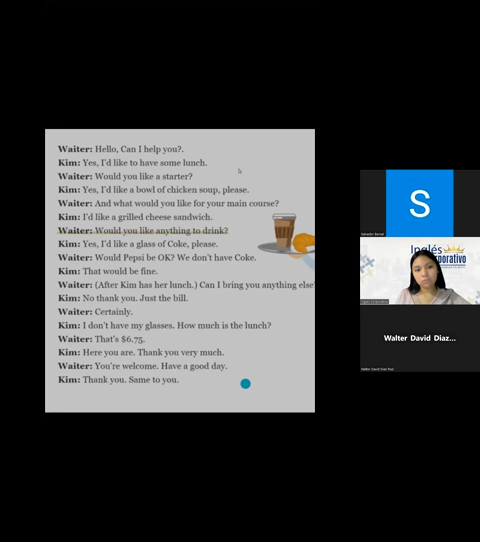 Waiter: Hello, Can I help you?.
Kim: Yes, I'd like to have some lunch.
Waiter: Would you like a starter?
Kim: Yes, I'd like a bowl of chicken soup, please.
Waiter: And what would you like for your main course?
Kim: I'd like a grilled cheese sandwich.
Waiter: Would you like anything to drink?
Kim: Yes, I'd like a glass of Coke, please.
Waiter: Would Pepsi be OK? We don't have Coke.
Kim: That would be fine.
Waiter: (After Kim has her lunch.) Can I bring you anything else
Kim: No thank you. Just the bill.
Waiter: Certainly.
Kim: I don't have my glasses. How much is the lunch?
Waiter: That's $6.75.
Kim: Here you are. Thank you very much.
Waiter: You're welcome. Have a good day.
Kim: Thank you. Same to you.
S
Inglés
Walter David Diaz...